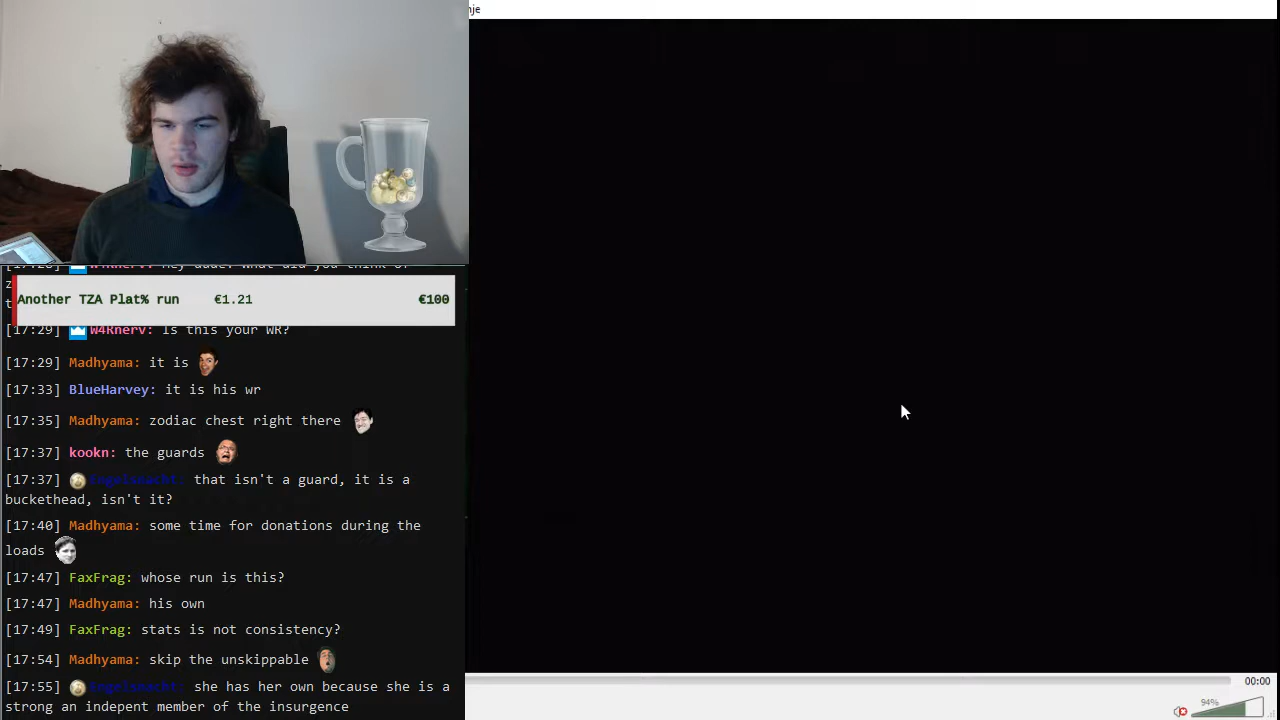 nje
Another TZA Plat% run €1.21 €100
[17:29] W4Rnerv: Is this your WR?
[17:29] Madhyama: it is
[17:33] BlueHarvey: it is his wr
[17:35] Madhyama: zodiac chest right there
[17:37] kookn: the guards
[17:37] Engelsnacht: that isn't a guard, it is a
buckethead, isn't it?
[17:40] Madhyama: some time for donations during the
loads
[17:47] FaxFrag: whose run is this?
[17:47] Madhyama: his own
[17:49] FaxFrag: stats is not consistency?
[17:54] Madhyama: skip the unskippable
[17:55] Engelsnacht: she has her own because she is a
strong an indepent member of the insurgence
00:00
94%